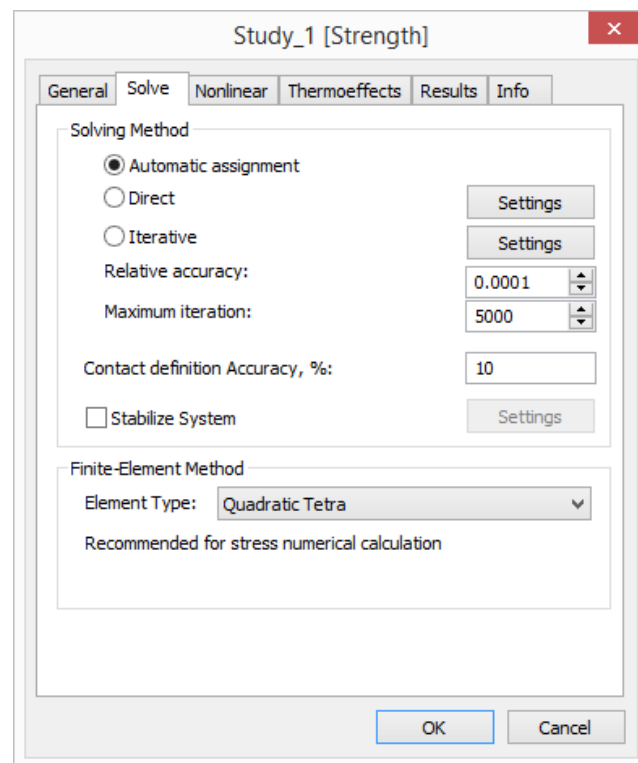 Study_1 [Strength]
General Solve Nonlinear Thermoeffects Results Info
Solving Method
Automatic assignment
Direct Settings
Iterative Settings
Relative accuracy: 0.0001
Maximum iteration: 5000
Contact definition Accuracy, %: 10
Stabilize System Settings
Finite-Element Method
Element Type: Quadratic Tetra
Recommended for stress numerical calculation
OK Cancel